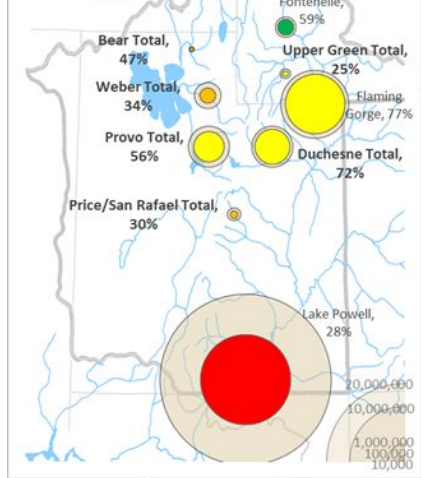 Fontenelle,
59%
Bear Total,
47%
Upper Green Total,
25%
Weber Total,
34%
Flaming
Gorge, 77%
Provo Total,
56%
Duchesne Total,
72%
Price/San Rafael Total,
30%
Lake Powell,
28%
20,000,000
10,000,000
1,000,000
100,000
10,000